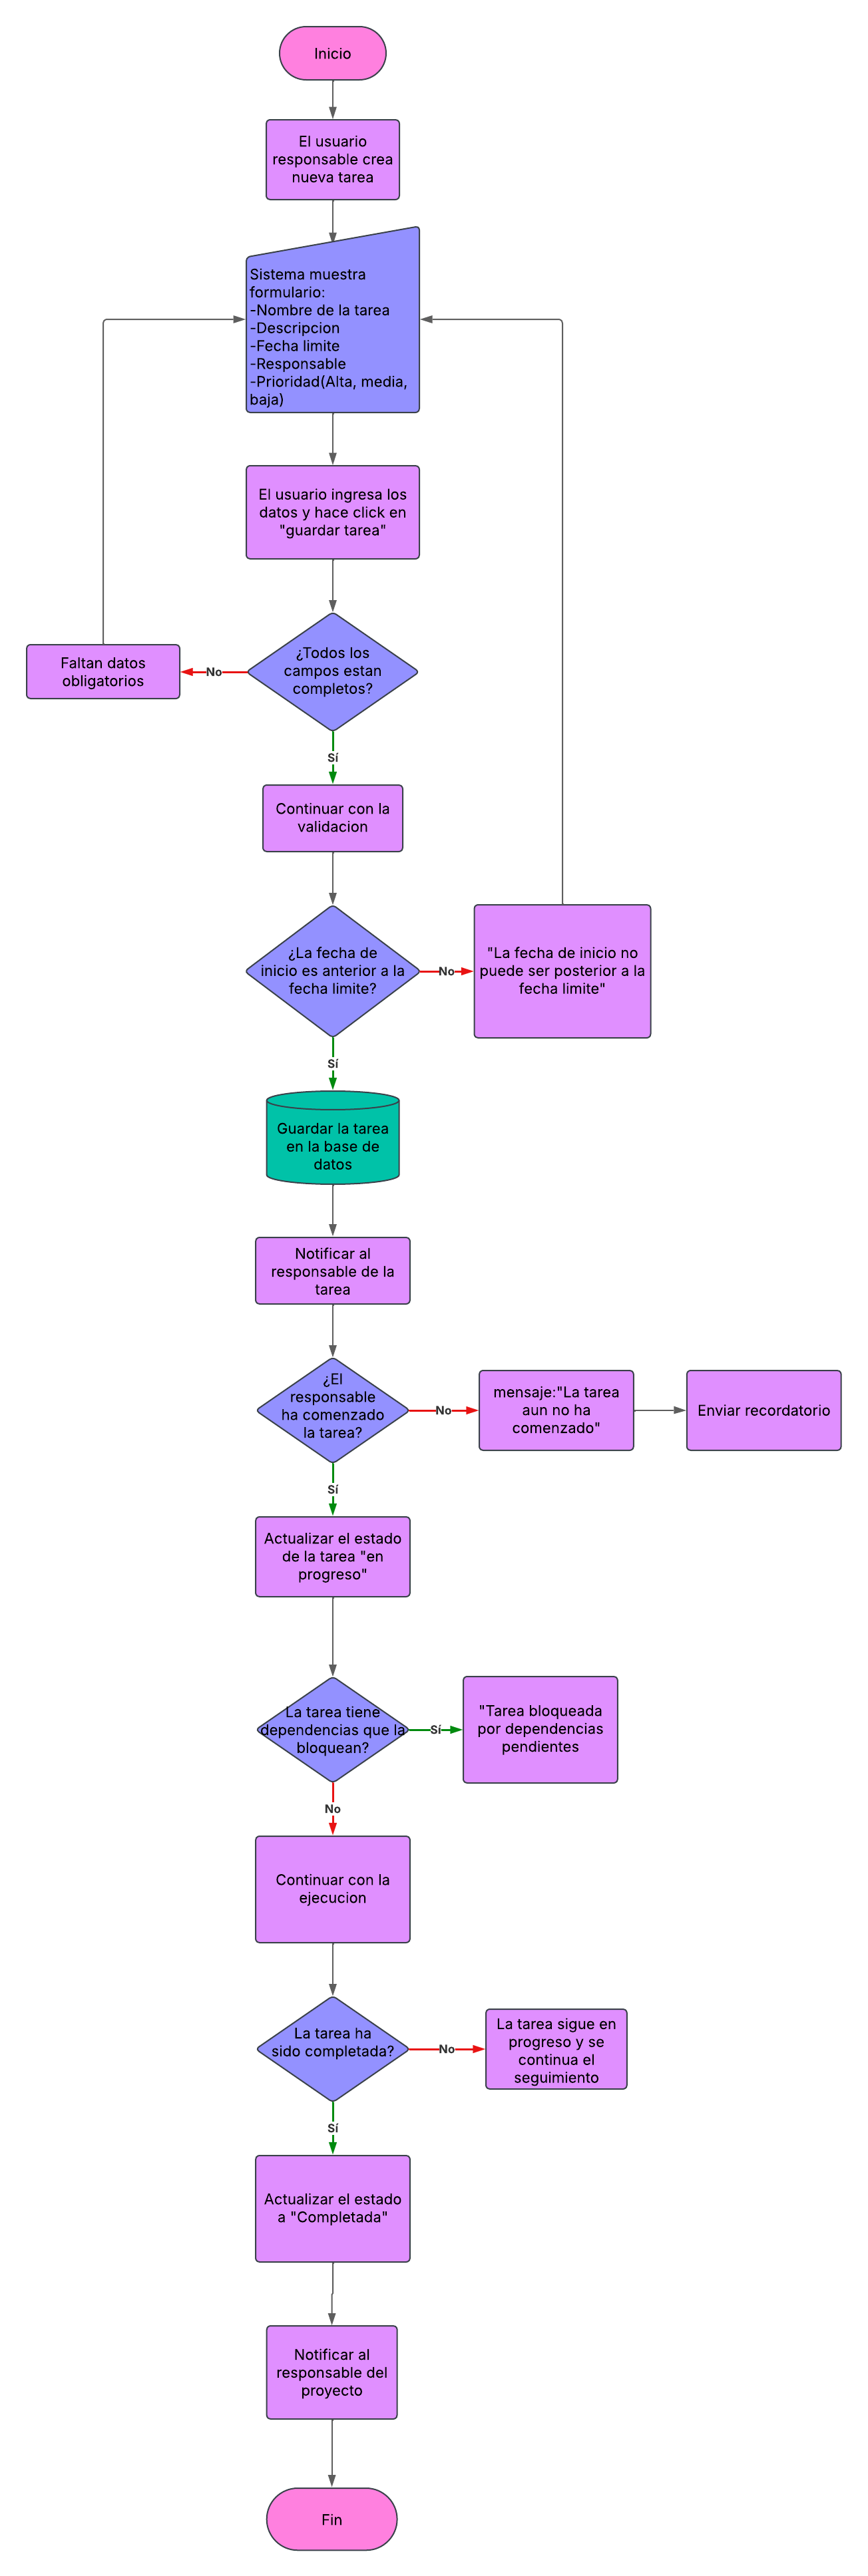 Inicio
El usuario
responsable crea
nueva tarea
Sistema muestra
formulario:
-Nombre de la tarea
-Descripcion
-Fecha limite
-Responsable
-Prioridad(Alta, media,
baja)
El usuario ingresa los
datos y hace click en
"guardar tarea"
¿Todos los
campos estan
completos?
No
Faltan datos
obligatorios
Sí
Continuar con la
validacion
¿La fecha de
inicio es anterior a la
fecha limite?
No
"La fecha de inicio no
puede ser posterior a la
fecha limite"
Sí
Guardar la tarea
en la base de
datos
Notificar al
responsable de la
tarea
¿El
responsable
ha comenzado
la tarea?
No
mensaje:"La tarea
aun no ha
comenzado"
Enviar recordatorio
Sí
Actualizar el estado
de la tarea "en
progreso"
La tarea tiene
dependencias que la
bloquean?
Sí
"Tarea bloqueada
por dependencias
pendientes
No
Continuar con la
ejecucion
La tarea ha
sido completada?
No
La tarea sigue en
progreso y se
continua el
seguimiento
Sí
Actualizar el estado
a "Completada"
Notificar al
responsable del
proyecto
Fin